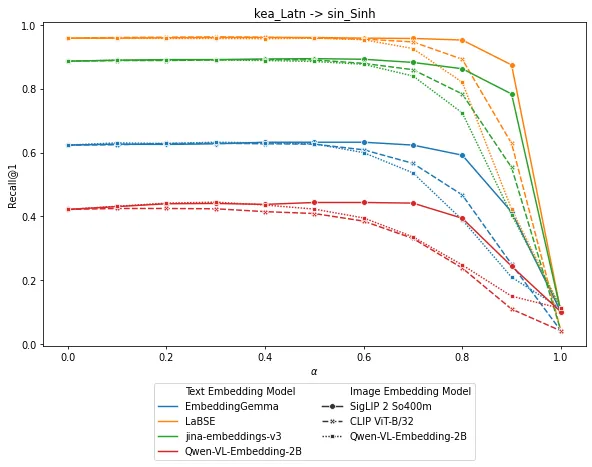 kea_Latn -> sin_Sinh
1.0
0.8
0.6
0.4
0.2
0.0
Recall@1
0.0 0.2 0.4 0.6 0.8 1.0
α
Text Embedding Model Image Embedding Model
EmbeddingGemma SigLIP 2 So400m
LaBSE CLIP ViT-B/32
jina-embeddings-v3 Qwen-VL-Embedding-2B
Qwen-VL-Embedding-2B